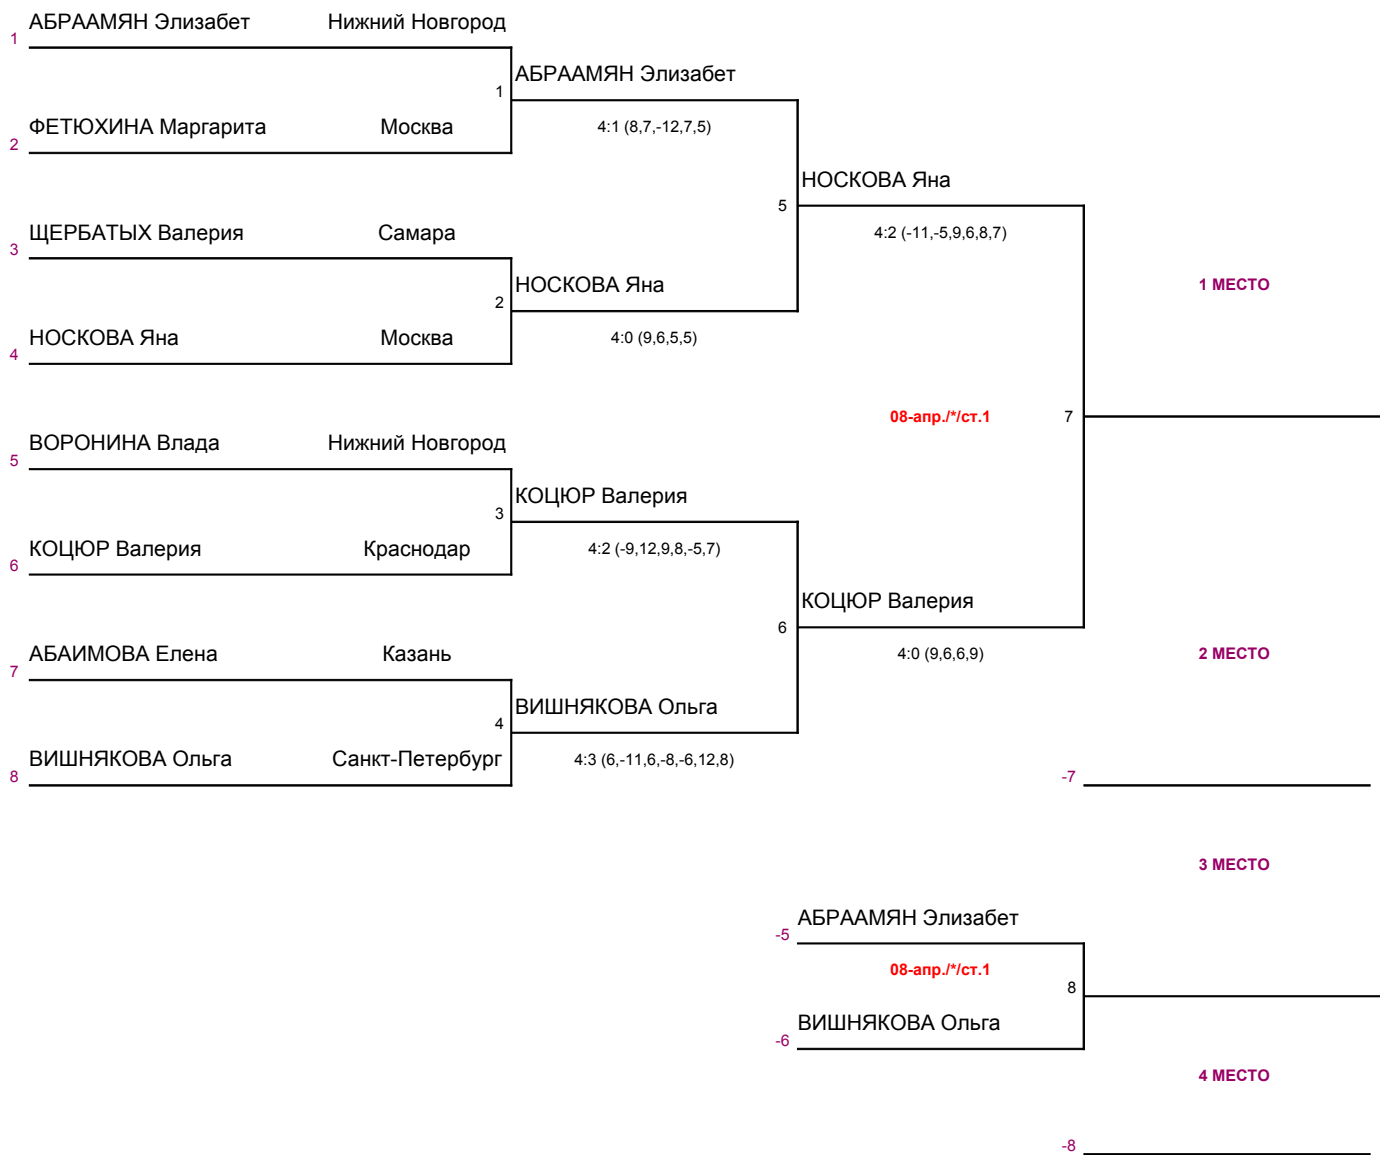 АБРААМЯН Элизабет Нижний Новгород
1
АБРААМЯН Элизабет
1
ФЕТЮХИНА Маргарита Москва 4:1 (8,7,-12,7,5)
2
НОСКОВА Яна
5
ЩЕРБАТЫХ Валерия Самара 4:2 (-11,-5,9,6,8,7)
3
НОСКОВА Яна 1 МЕСТО
2
НОСКОВА Яна Москва 4:0 (9,6,5,5)
4
08-апр./*/ст.1 7
ВОРОНИНА Влада Нижний Новгород
5
КОЦЮР Валерия
3
КОЦЮР Валерия Краснодар 4:2 (-9,12,9,8,-5,7)
6
КОЦЮР Валерия
6
АБАИМОВА Елена Казань 4:0 (9,6,6,9) 2 МЕСТО
7
ВИШНЯКОВА Ольга
4
ВИШНЯКОВА Ольга Санкт-Петербург 4:3 (6,-11,6,-8,-6,12,8)
8 -7
3 МЕСТО
АБРААМЯН Элизабет
-5
08-апр./*/ст.1
8
ВИШНЯКОВА Ольга
-6
4 МЕСТО
-8